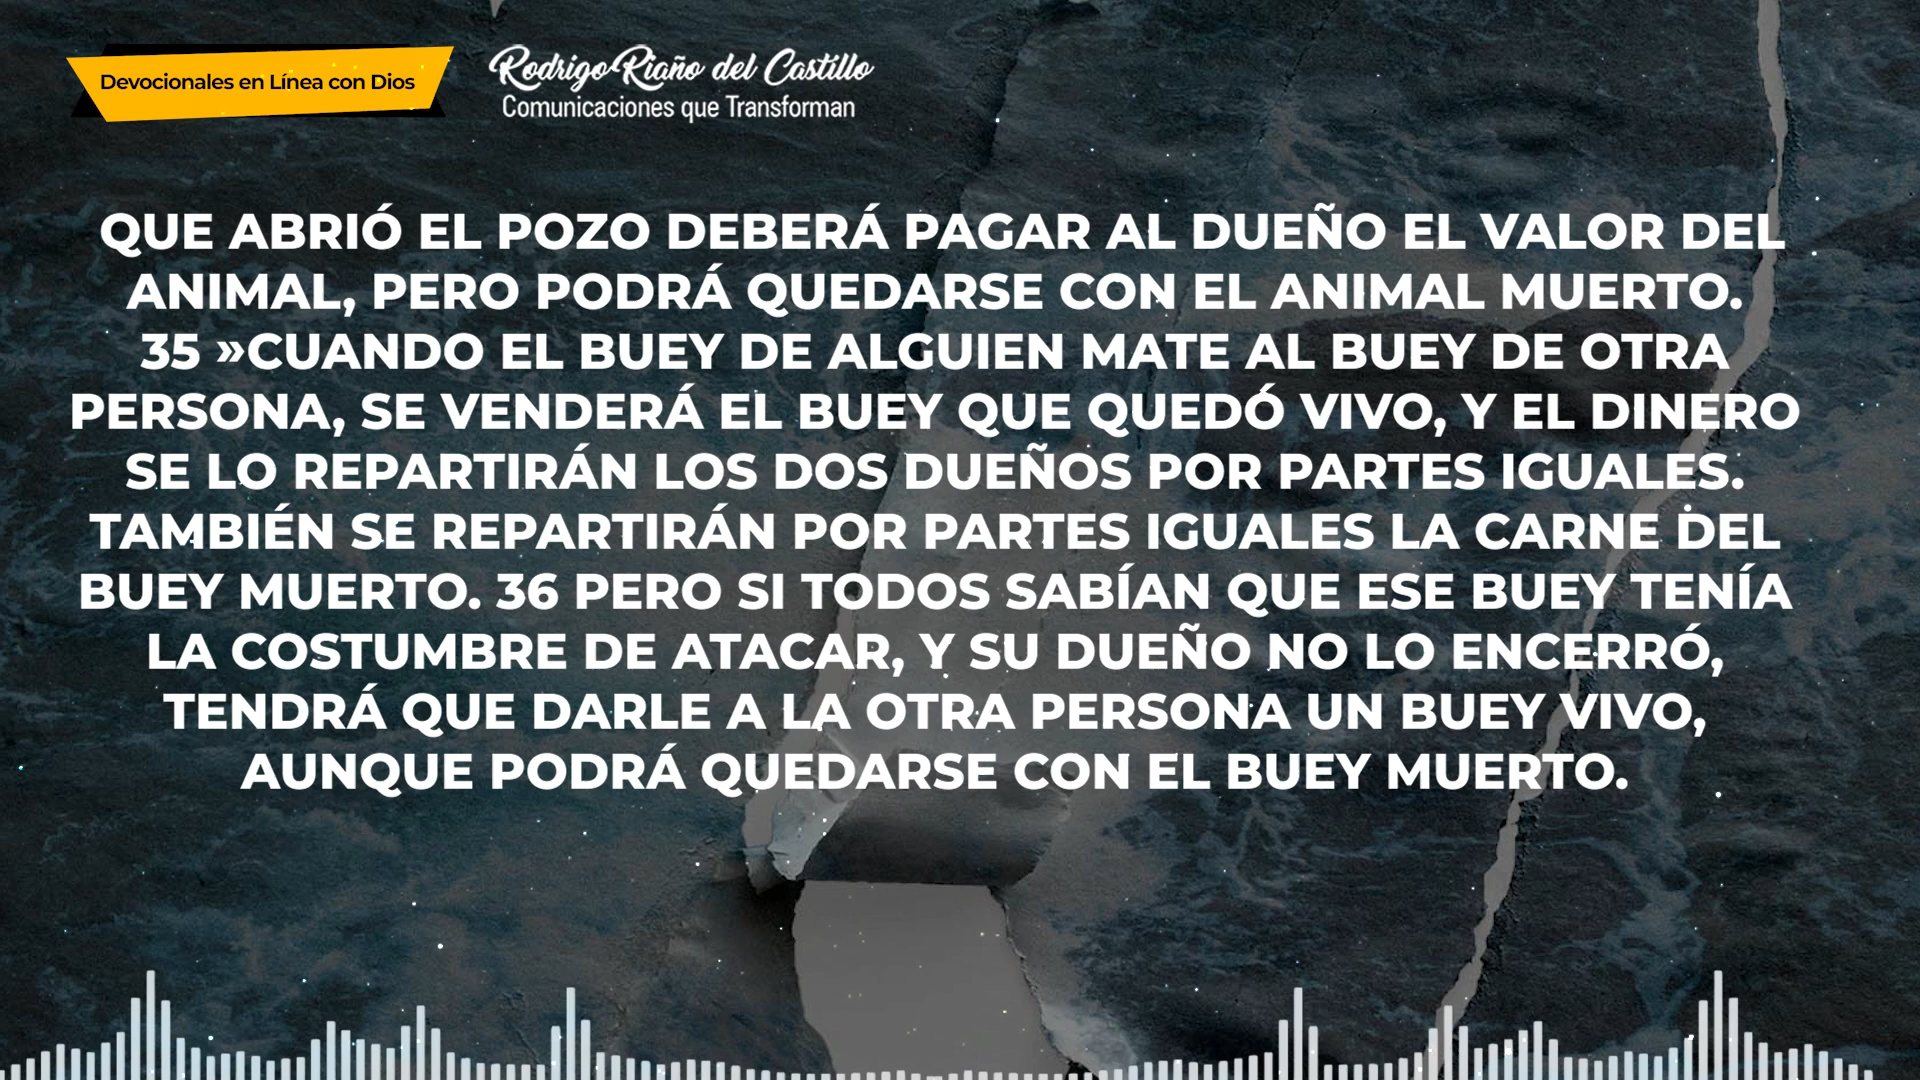 Devocionales en Línea con Dios
Rodrigo Riaño del Castillo
Comunicaciones que Transforman
QUE ABRIÓ EL POZO DEBERÁ PAGAR AL DUEÑO EL VALOR DEL
ANIMAL, PERO PODRÁ QUEDARSE CON EL ANIMAL MUERTO.
35 »CUANDO EL BUEY DE ALGUIEN MATE AL BUEY DE OTRA
PERSONA, SE VENDERÁ EL BUEY QUE QUEDÓ VIVO, Y EL DINERO
SE LO REPARTIRÁN LOS DOS DUEÑOS POR PARTES IGUALES.
TAMBIÉN SE REPARTIRÁN POR PARTES IGUALES LA CARNE DEL
BUEY MUERTO. 36 PERO SI TODOS SABÍAN QUE ESE BUEY TENÍA
LA COSTUMBRE DE ATACAR, Y SU DUEÑO NO LO ENCERRÓ,
TENDRÁ QUE DARLE A LA OTRA PERSONA UN BUEY VIVO,
AUNQUE PODRÁ QUEDARSE CON EL BUEY MUERTO.